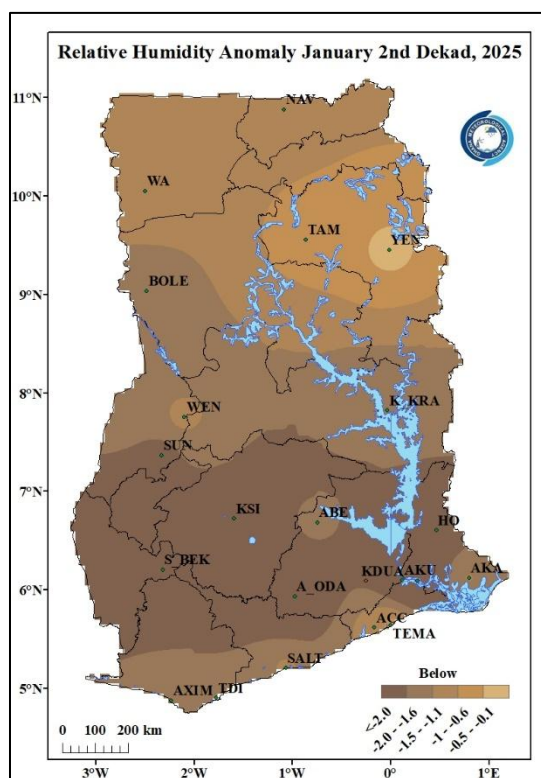 Relative Humidity Anomaly January 2nd Dekad, 2025
11°N
NAV
10°N
WA
TAM
YEN
9°N
BOLE
8°N
K_KRA
WEN
SUN
7°N
KSI
ABE
HO
S_BEK
6°N
A_ODA
KDUA
AKU
AKA
ACC
TEMA
SALT
5°N
AXIM
TDI
Below
<-2.0
-2.0 - -1.6
-1.5 - -1.1
-1 - -0.6
-0.5 - -0.1
0 100 200 km
3°W
2°W
1°W
0°
1°E